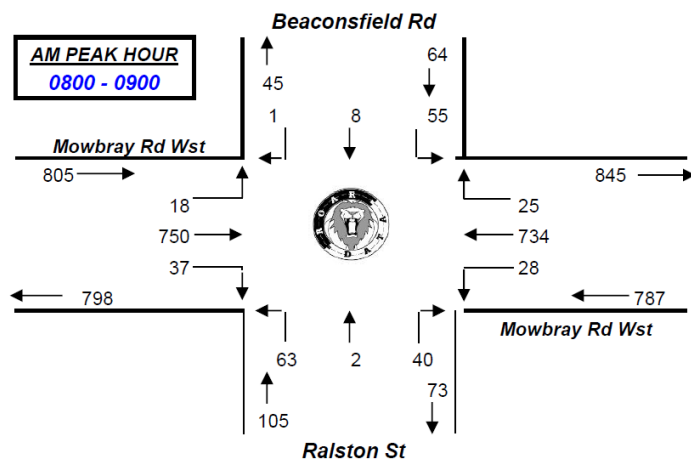 Beaconsfield Rd
AM PEAK HOUR
0800 - 0900
64
45
1 8 55
Mowbray Rd Wst
805 845
18 25
750 734
37 28
798 787
Mowbray Rd Wst
63 2 40
73
105
Ralston St
R O A R
D A T A